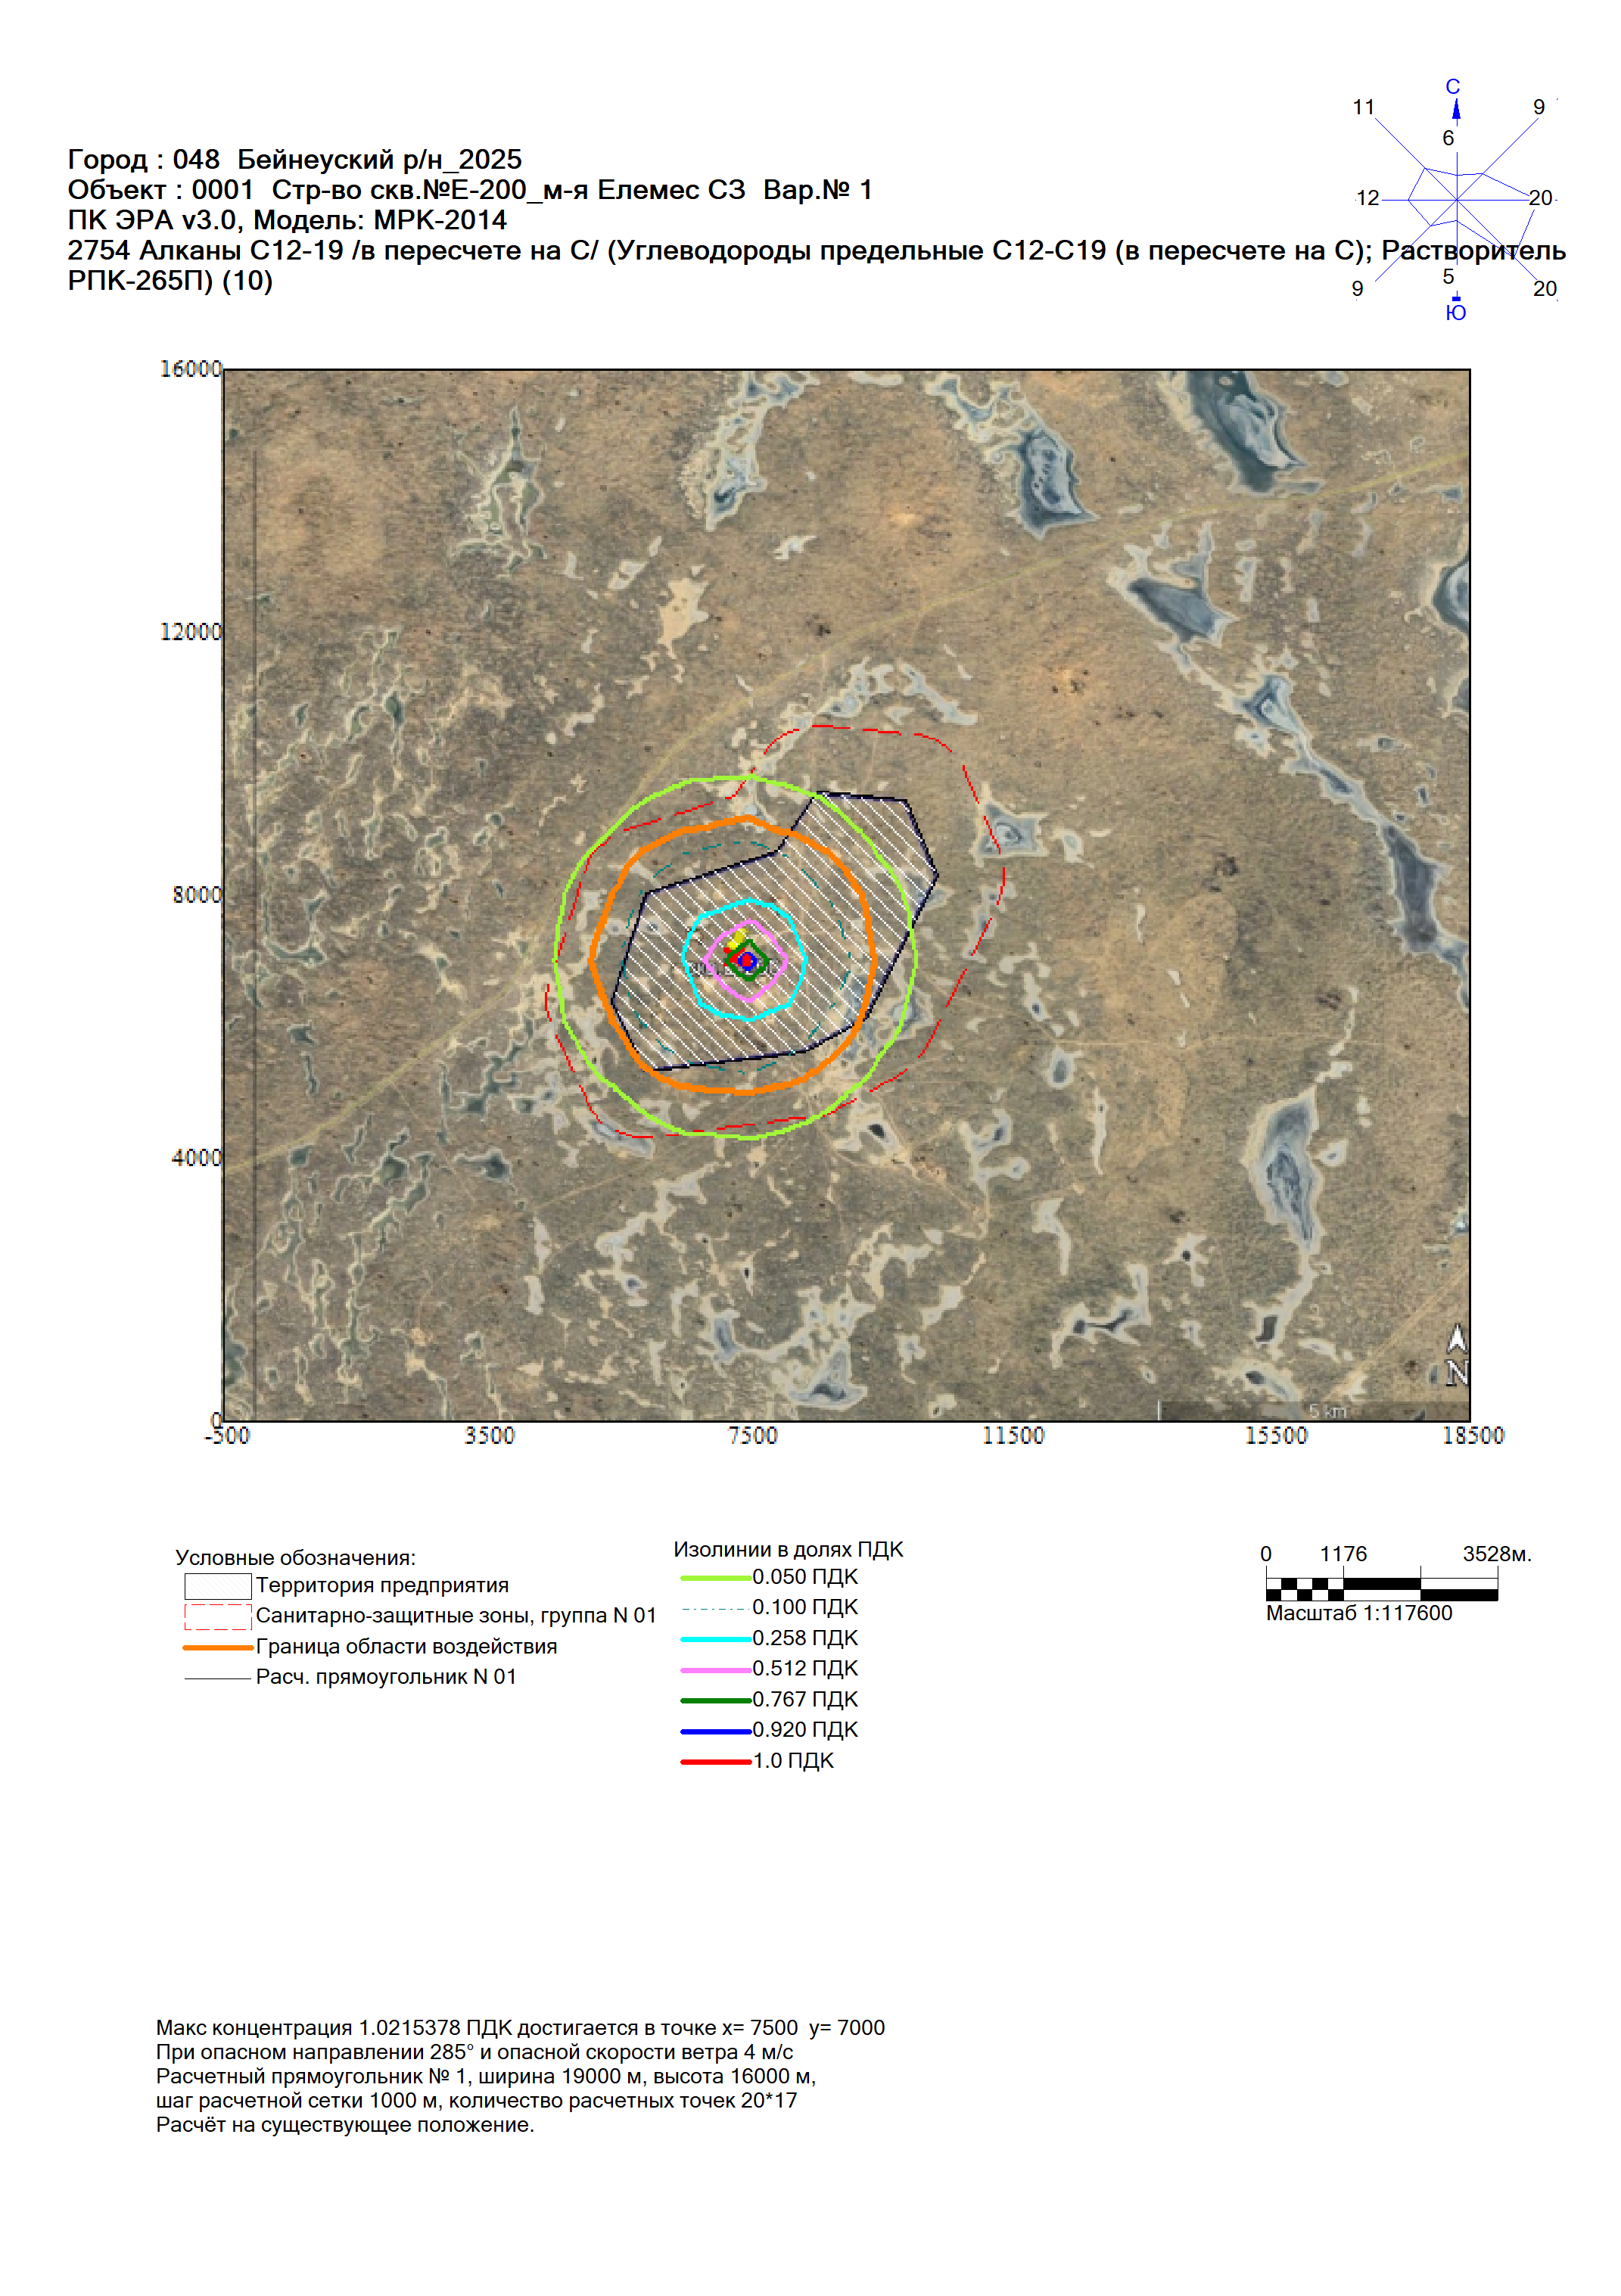 С
11
9
6
Город : 048 Бейнеуский р/н_2025
Объект : 0001 Стр-во скв.№Е-200_м-я Елемес СЗ Вар.№ 1
12
20
ПК ЭРА v3.0, Модель: МРК-2014
2754 Алканы С12-19 /в пересчете на С/ (Углеводороды предельные С12-С19 (в пересчете на С); Растворитель
РПК-265П) (10)
5
9
20
Ю
16000
12000
8000
4000
0
N
5 km
-500
3500
7500
11500
15500
18500
Условные обозначения:
Территория предприятия
Санитарно-защитные зоны, группа N 01
Граница области воздействия
Расч. прямоугольник N 01
Изолинии в долях ПДК
0.050 ПДК
0.100 ПДК
0.258 ПДК
0.512 ПДК
0.767 ПДК
0.920 ПДК
1.0 ПДК
0 1176 3528м.
Масштаб 1:117600
Макс концентрация 1.0215378 ПДК достигается в точке x= 7500 y= 7000
При опасном направлении 285° и опасной скорости ветра 4 м/с
Расчетный прямоугольник № 1, ширина 19000 м, высота 16000 м,
шаг расчетной сетки 1000 м, количество расчетных точек 20*17
Расчёт на существующее положение.